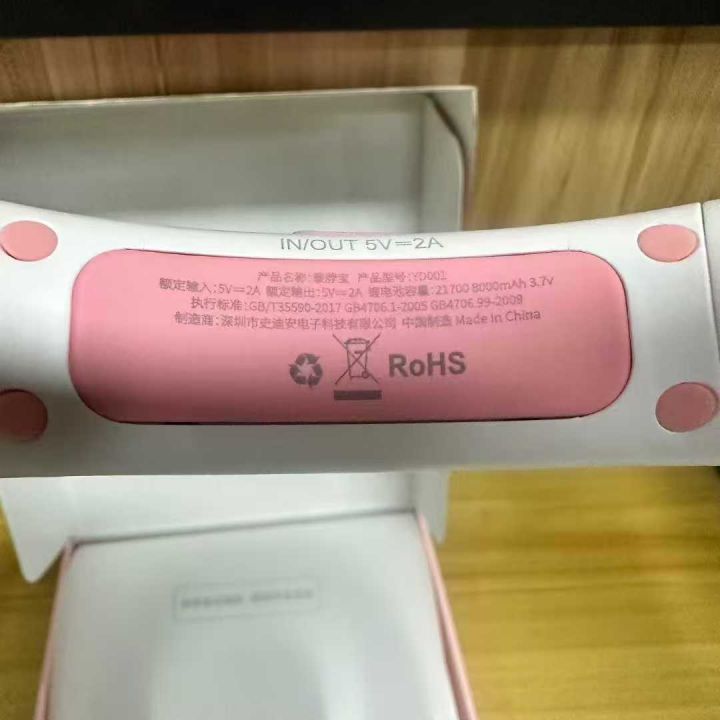 IN/OUT 5V⎓2A
产品名称:暖脖宝 产品型号:YD001
额定输入:5V⎓2A 额定输出:5V⎓2A 锂电池容量:21700 8000mAh 3.7V
执行标准:GB/T35590-2017 GB4706.1-2005 GB4706.99-2009
制造商:深圳市史迪安电子科技有限公司 中国制造 Made in China
RoHS